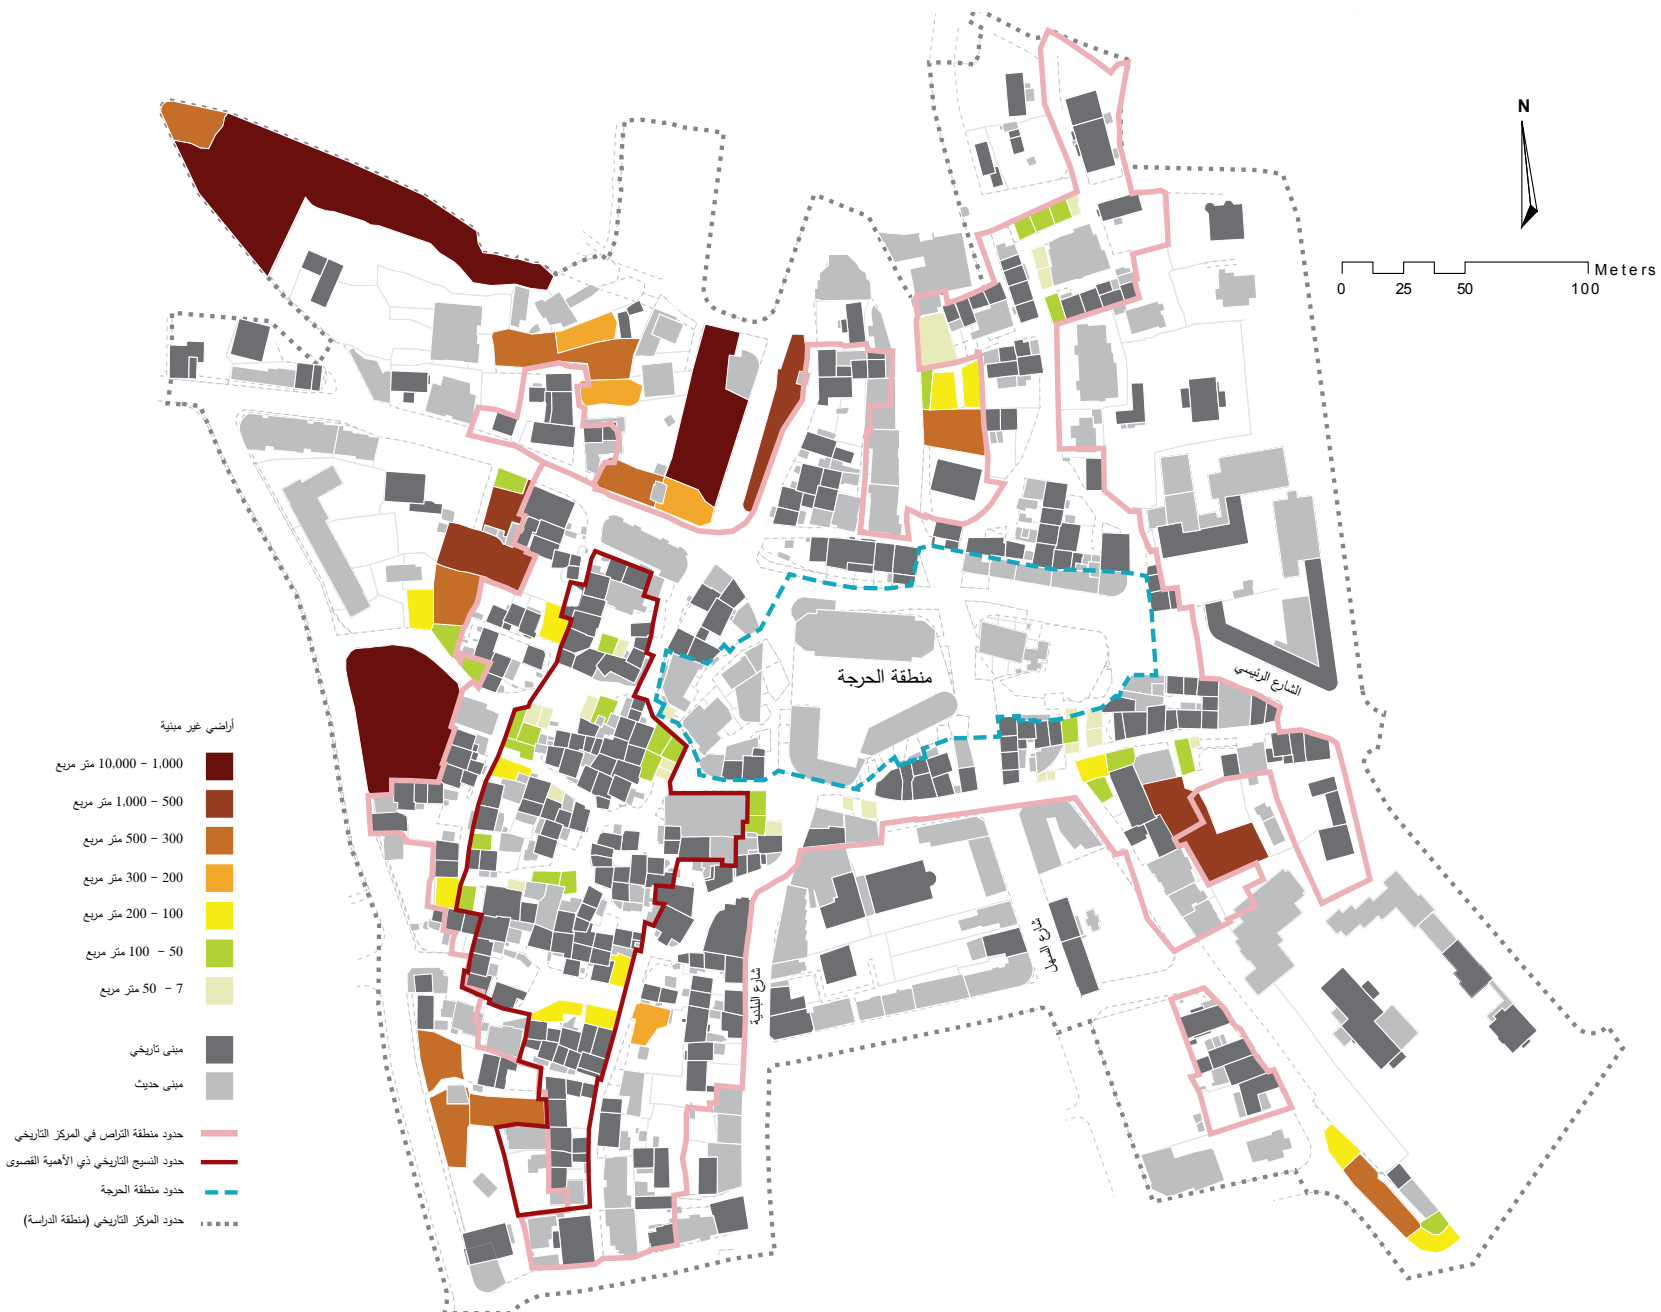 N
Meters
0 25 50 100
منطقة الحرجة
الشارع الرئيسي
شارع السهل
شارع البلدية
أراضي غير مبنية
1,000 – 10,000 متر مربع
500 – 1,000 متر مربع
300 – 500 متر مربع
200 – 300 متر مربع
100 – 200 متر مربع
50 – 100 متر مربع
7 – 50 متر مربع
مبنى تاريخي
مبنى حديث
حدود منطقة التراص في المركز التاريخي
حدود النسيج التاريخي ذي الأهمية القصوى
حدود منطقة الحرجة
حدود المركز التاريخي (منطقة الدراسة)